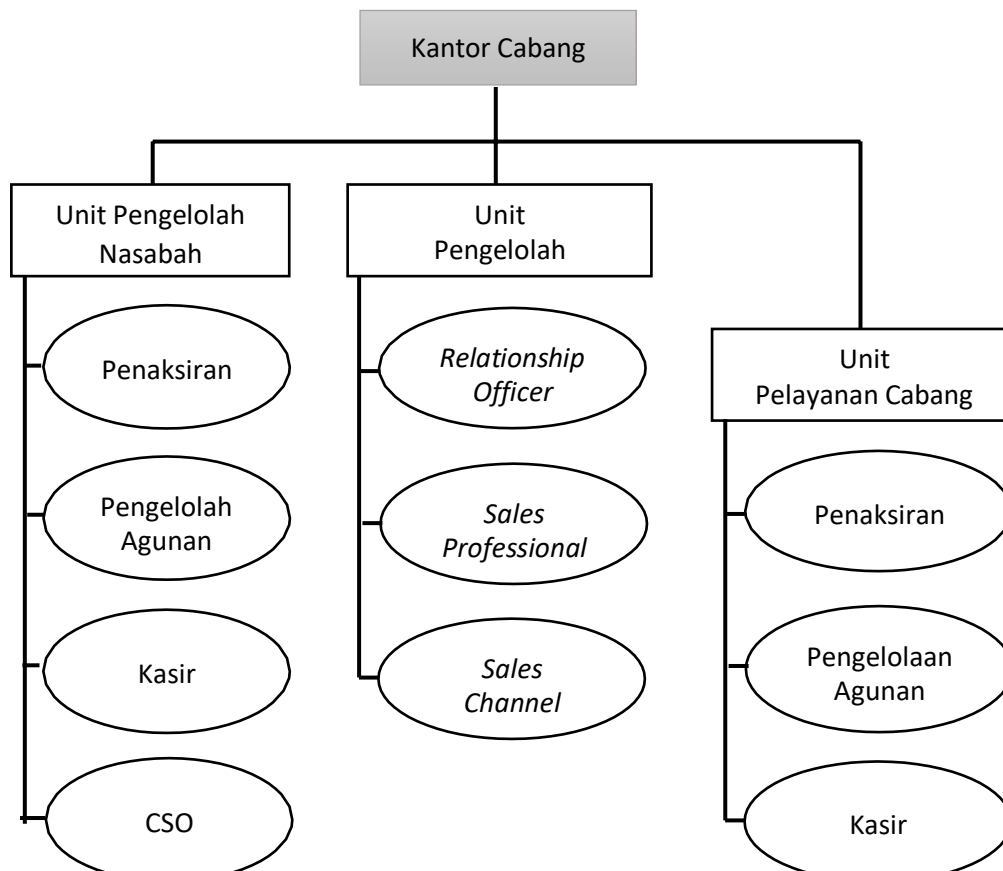 Kantor Cabang
Unit Pengelolah
Nasabah
Penaksiran
Pengelolah
Agunan
Kasir
CSO
Unit
Pengelolah
Relationship
Officer
Sales
Professional
Sales
Channel
Unit
Pelayanan Cabang
Penaksiran
Pengelolaan
Agunan
Kasir